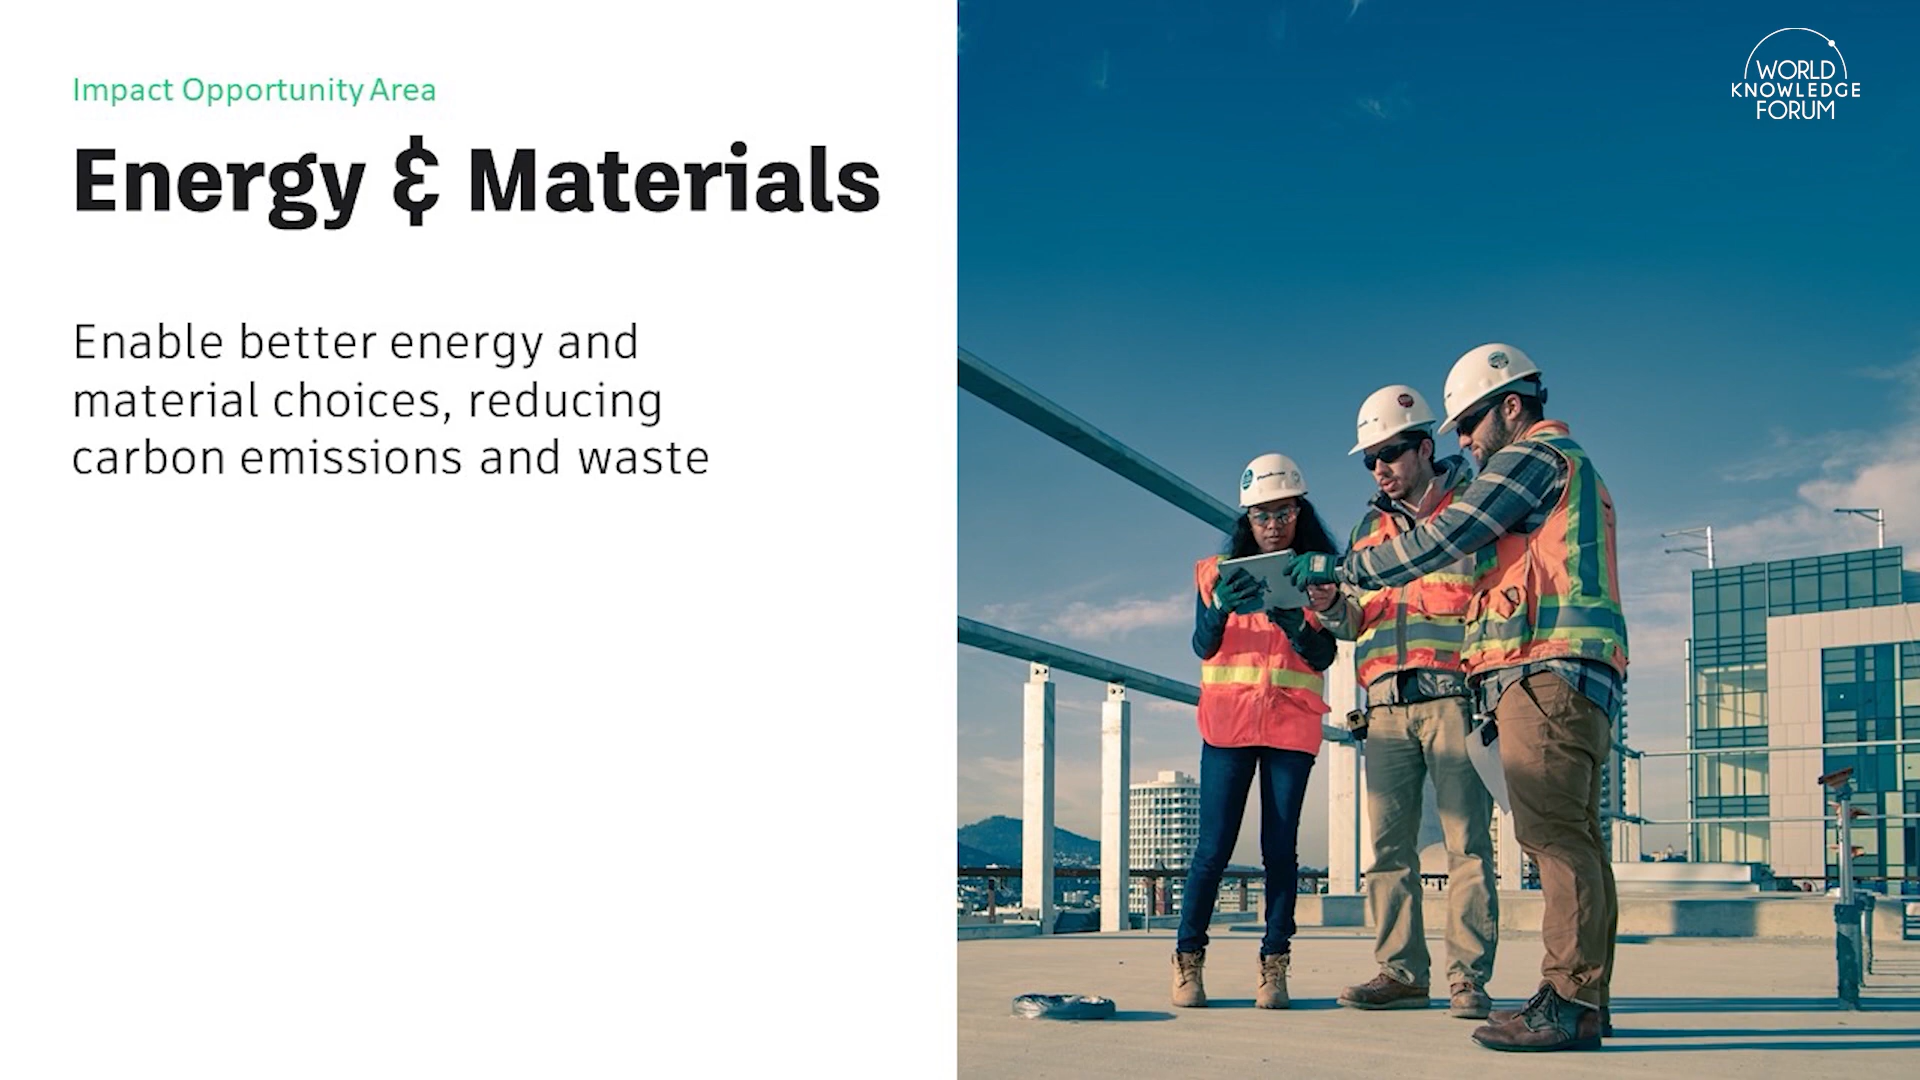 Impact Opportunity Area
Energy & Materials
Enable better energy and
material choices, reducing
carbon emissions and waste
WORLD
KNOWLEDGE
FORUM